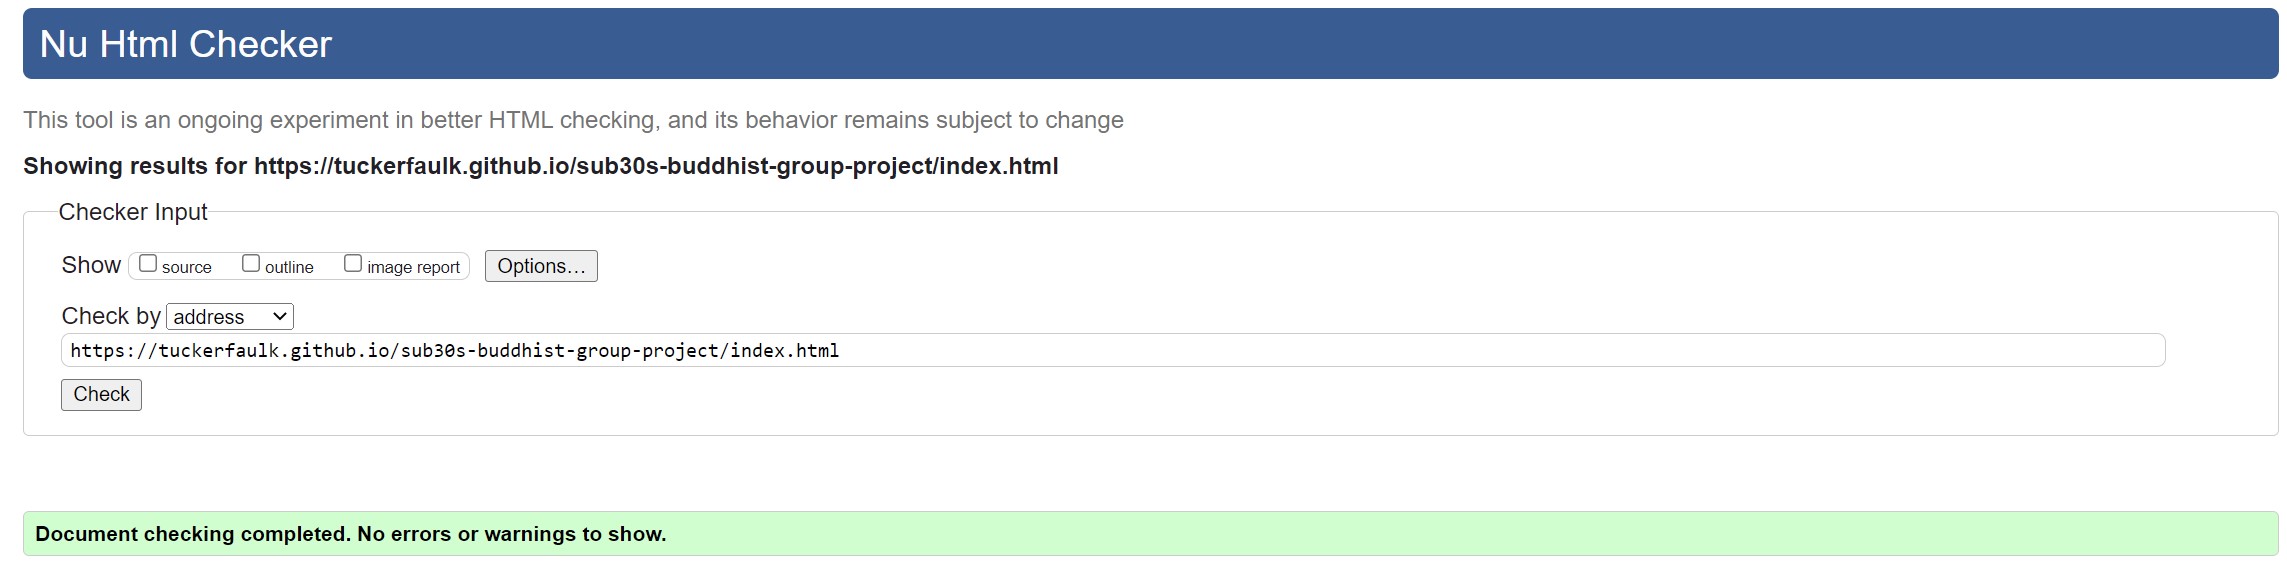 Nu Html Checker
This tool is an ongoing experiment in better HTML checking, and its behavior remains subject to change
Showing results for https://tuckerfaulk.github.io/sub30s-buddhist-group-project/index.html
Checker Input
Show source outline image report Options...
Check by address
https://tuckerfaulk.github.io/sub30s-buddhist-group-project/index.html
Check
Document checking completed. No errors or warnings to show.